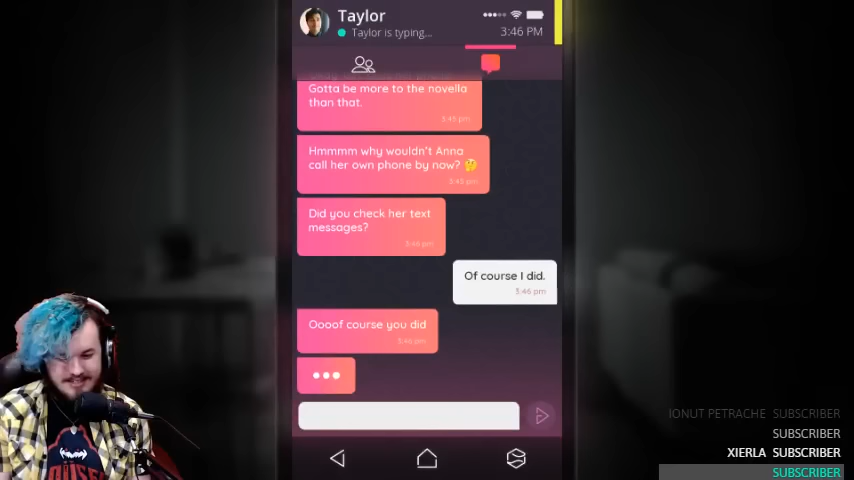 Taylor
Taylor is typing...
3:46 PM
Gotta be more to the novella
than that.
3:45 pm
Hmmmm why wouldn't Anna
call her own phone by now? 🤔
Did you check her text
messages?
3:46 pm
Of course I did.
3:46 pm
Oooof course you did
3:46 pm
IONUT PETRACHE SUBSCRIBER
SUBSCRIBER
XIERLA SUBSCRIBER
SUBSCRIBER